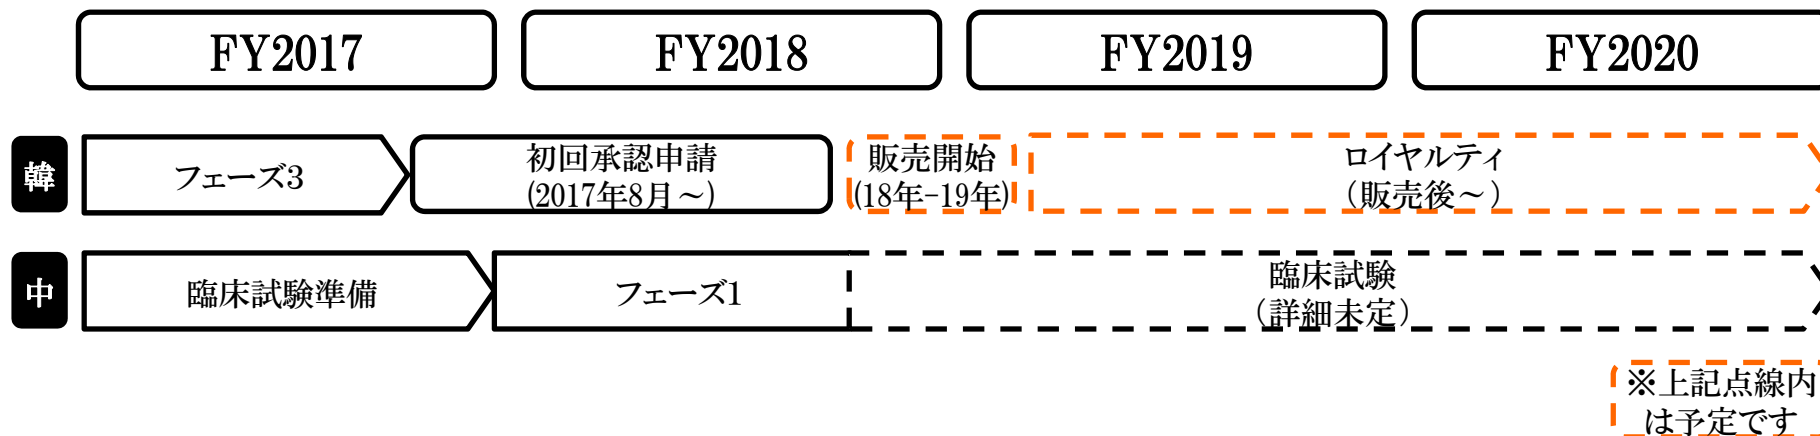 FY2017 FY2018 FY2019 FY2020
韓
フェーズ3
初回承認申請
(2017年8月～)
販売開始
(18年-19年)
ロイヤルティ
（販売後～）
中
臨床試験準備
フェーズ1
臨床試験
（詳細未定）
※上記点線内
は予定です